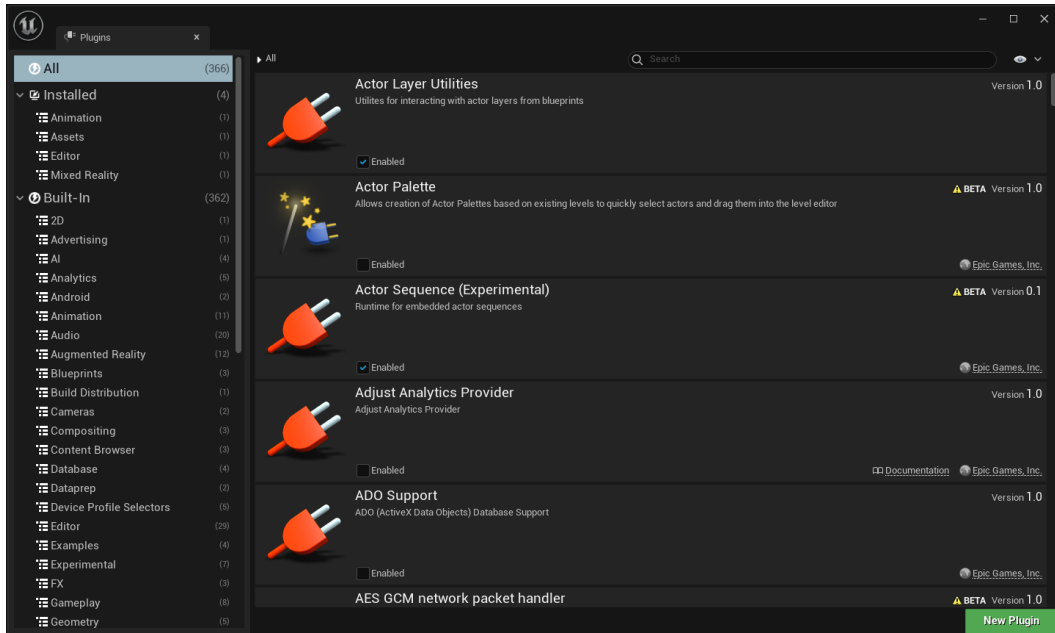 Plugins
All (366)
Installed (4)
Animation (1)
Assets (1)
Editor (1)
Mixed Reality (1)
Built-In (362)
2D (1)
Advertising (1)
AI (4)
Analytics (5)
Android (2)
Animation (11)
Audio (20)
Augmented Reality (12)
Blueprints (3)
Build Distribution (1)
Cameras (2)
Compositing (3)
Content Browser (3)
Database (4)
Dataprep (2)
Device Profile Selectors (5)
Editor (29)
Examples (4)
Experimental (7)
FX (3)
Gameplay (8)
Geometry (5)
All
Search
Actor Layer Utilities Version 1.0
Utilites for interacting with actor layers from blueprints
Enabled
Actor Palette BETA Version 1.0
Allows creation of Actor Palettes based on existing levels to quickly select actors and drag them into the level editor
Enabled Epic Games, Inc.
Actor Sequence (Experimental) BETA Version 0.1
Runtime for embedded actor sequences
Enabled Epic Games, Inc.
Adjust Analytics Provider Version 1.0
Adjust Analytics Provider
Enabled Documentation Epic Games, Inc.
ADO Support Version 1.0
ADO (ActiveX Data Objects) Database Support
Enabled Epic Games, Inc.
AES GCM network packet handler BETA Version 1.0
New Plugin